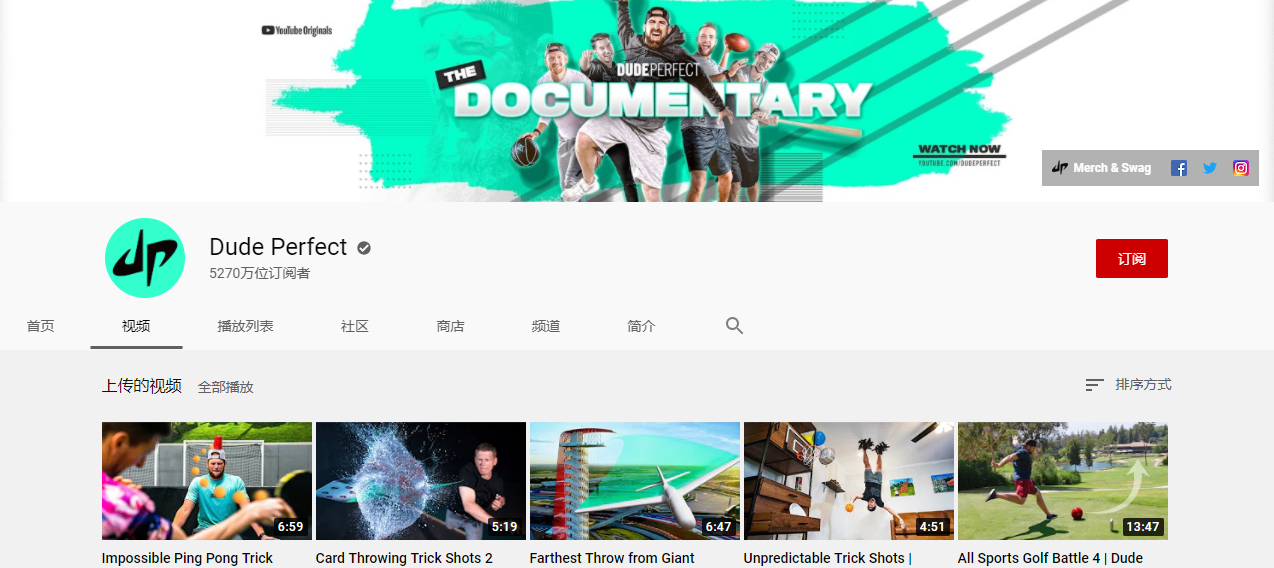 YouTube Originals
DUDEPERFECT
THE
DOCUMENTARY
WATCH NOW
YOUTUBE.COM/DUDEPERFECT
dp Merch & Swag
dp
Dude Perfect
5270万位订阅者
订阅
首页 视频 播放列表 社区 商店 频道 简介
上传的视频 全部播放 排序方式
6:59 5:19 6:47 4:51 13:47
Impossible Ping Pong Trick Card Throwing Trick Shots 2 Farthest Throw from Giant Unpredictable Trick Shots | All Sports Golf Battle 4 | Dude